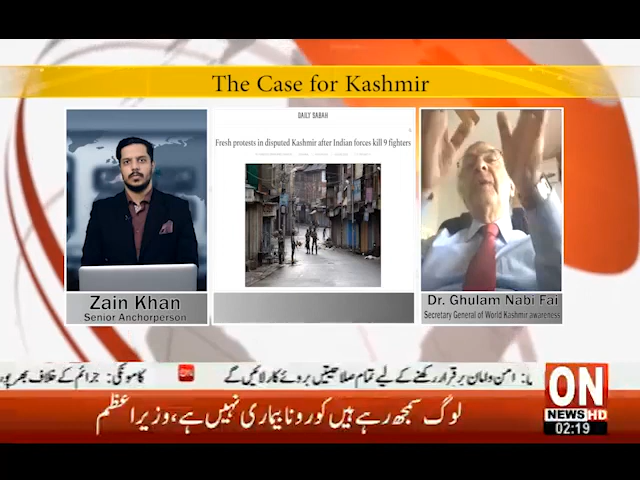 The Case for Kashmir
DAILY SABAH
Fresh protests in disputed Kashmir after Indian forces kill 9 fighters
Zain Khan
Senior Anchorperson
Dr. Ghulam Nabi Fai
Secretary General of World Kashmir awareness
امن وامان برقرار رکھنے کے لیے تمام صلاحیتیں بروئے کار لائیں گے
ON
کامونکی: جرائم کے خلاف بھرپور
لوگ سمجھ رہے ہیں کورونا بیماری نہیں ہے، وزیراعظم
ON
NEWS HD
02:19